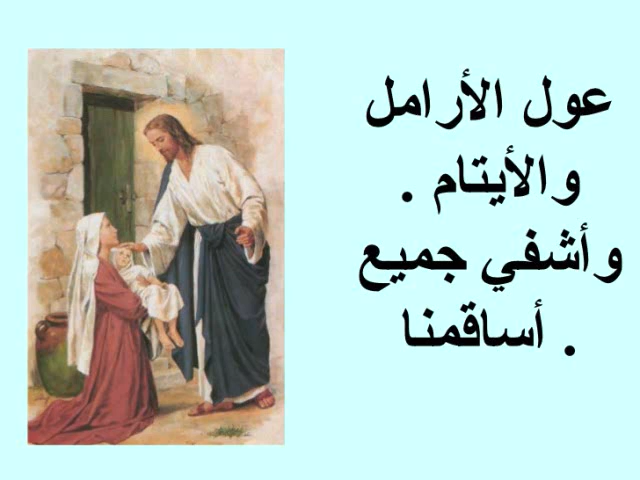 عول الأرامل
والأيتام .
وأشفي جميع
أساقمنا .